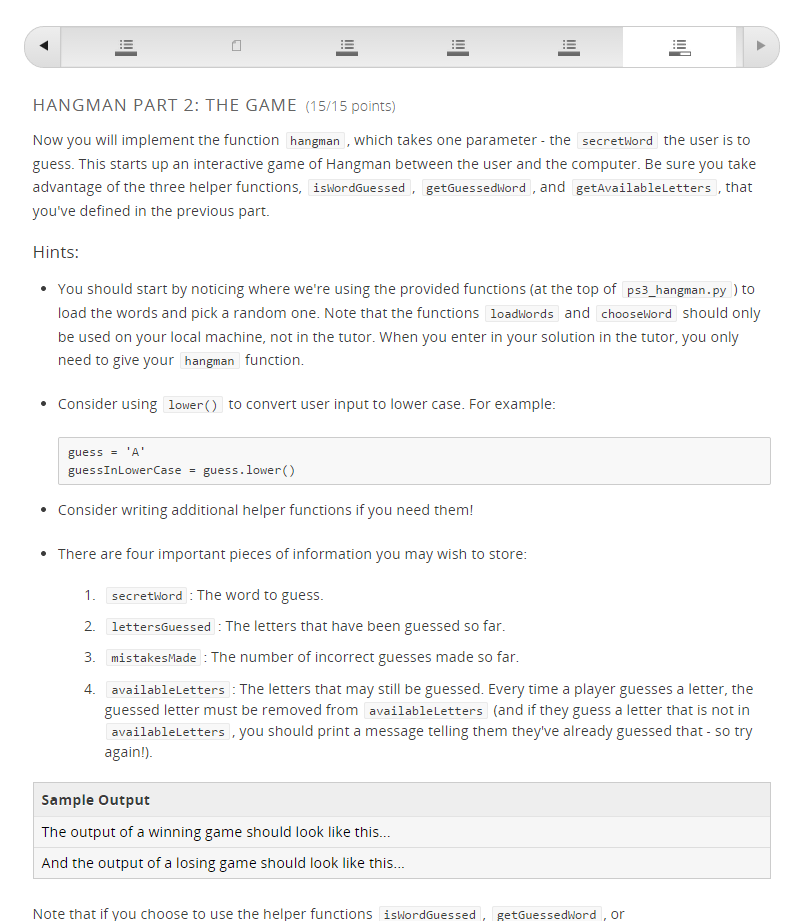 HANGMAN PART 2: THE GAME (15/15 points)
Now you will implement the function hangman, which takes one parameter - the secretWord the user is to
guess. This starts up an interactive game of Hangman between the user and the computer. Be sure you take
advantage of the three helper functions, isWordGuessed, getGuessedWord, and getAvailableLetters, that
you've defined in the previous part.
Hints:
• You should start by noticing where we're using the provided functions (at the top of ps3_hangman.py) to
load the words and pick a random one. Note that the functions loadWords and chooseWord should only
be used on your local machine, not in the tutor. When you enter in your solution in the tutor, you only
need to give your hangman function.
• Consider using lower() to convert user input to lower case. For example:
guess = 'A'
guessInLowerCase = guess.lower()
• Consider writing additional helper functions if you need them!
• There are four important pieces of information you may wish to store:
1. secretWord: The word to guess.
2. lettersGuessed: The letters that have been guessed so far.
3. mistakesMade: The number of incorrect guesses made so far.
4. availableLetters: The letters that may still be guessed. Every time a player guesses a letter, the
guessed letter must be removed from availableLetters (and if they guess a letter that is not in
availableLetters, you should print a message telling them they've already guessed that - so try
again!).
Sample Output
The output of a winning game should look like this...
And the output of a losing game should look like this...
Note that if you choose to use the helper functions isWordGuessed, getGuessedWord, or